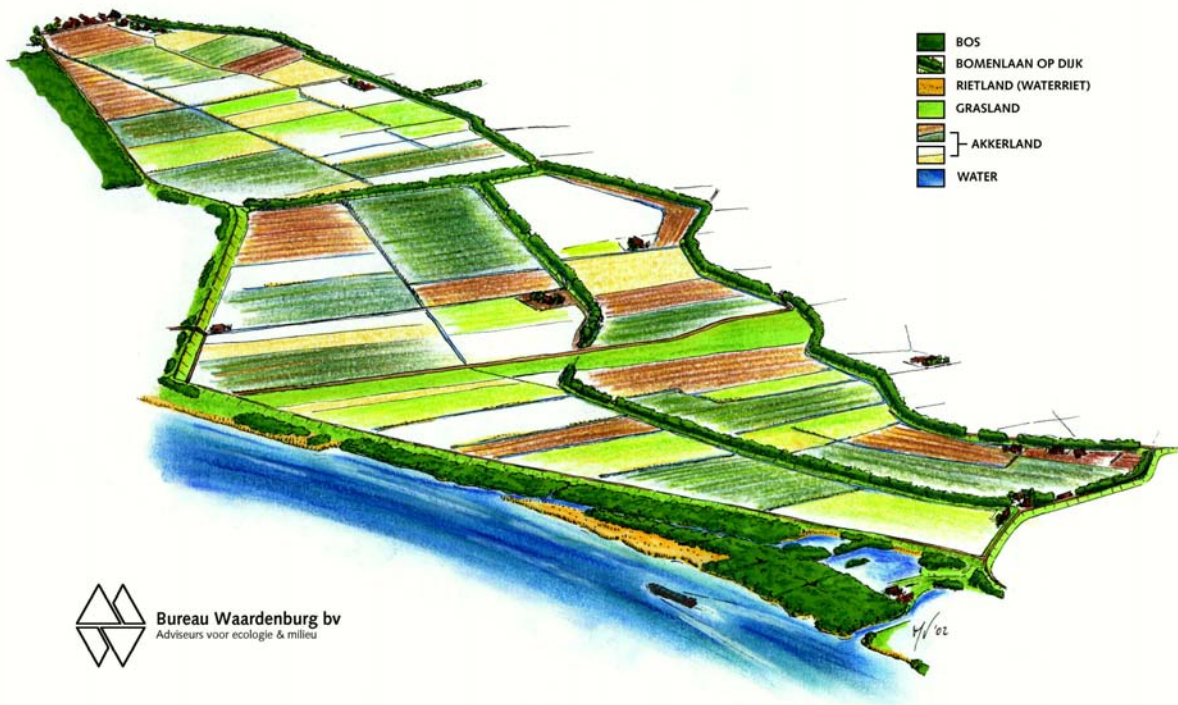 BOS
BOMENLAAN OP DIJK
RIETLAND (WATERRIET)
GRASLAND
AKKERLAND
WATER
Bureau Waardenburg bv
Adviseurs voor ecologie & milieu
'02